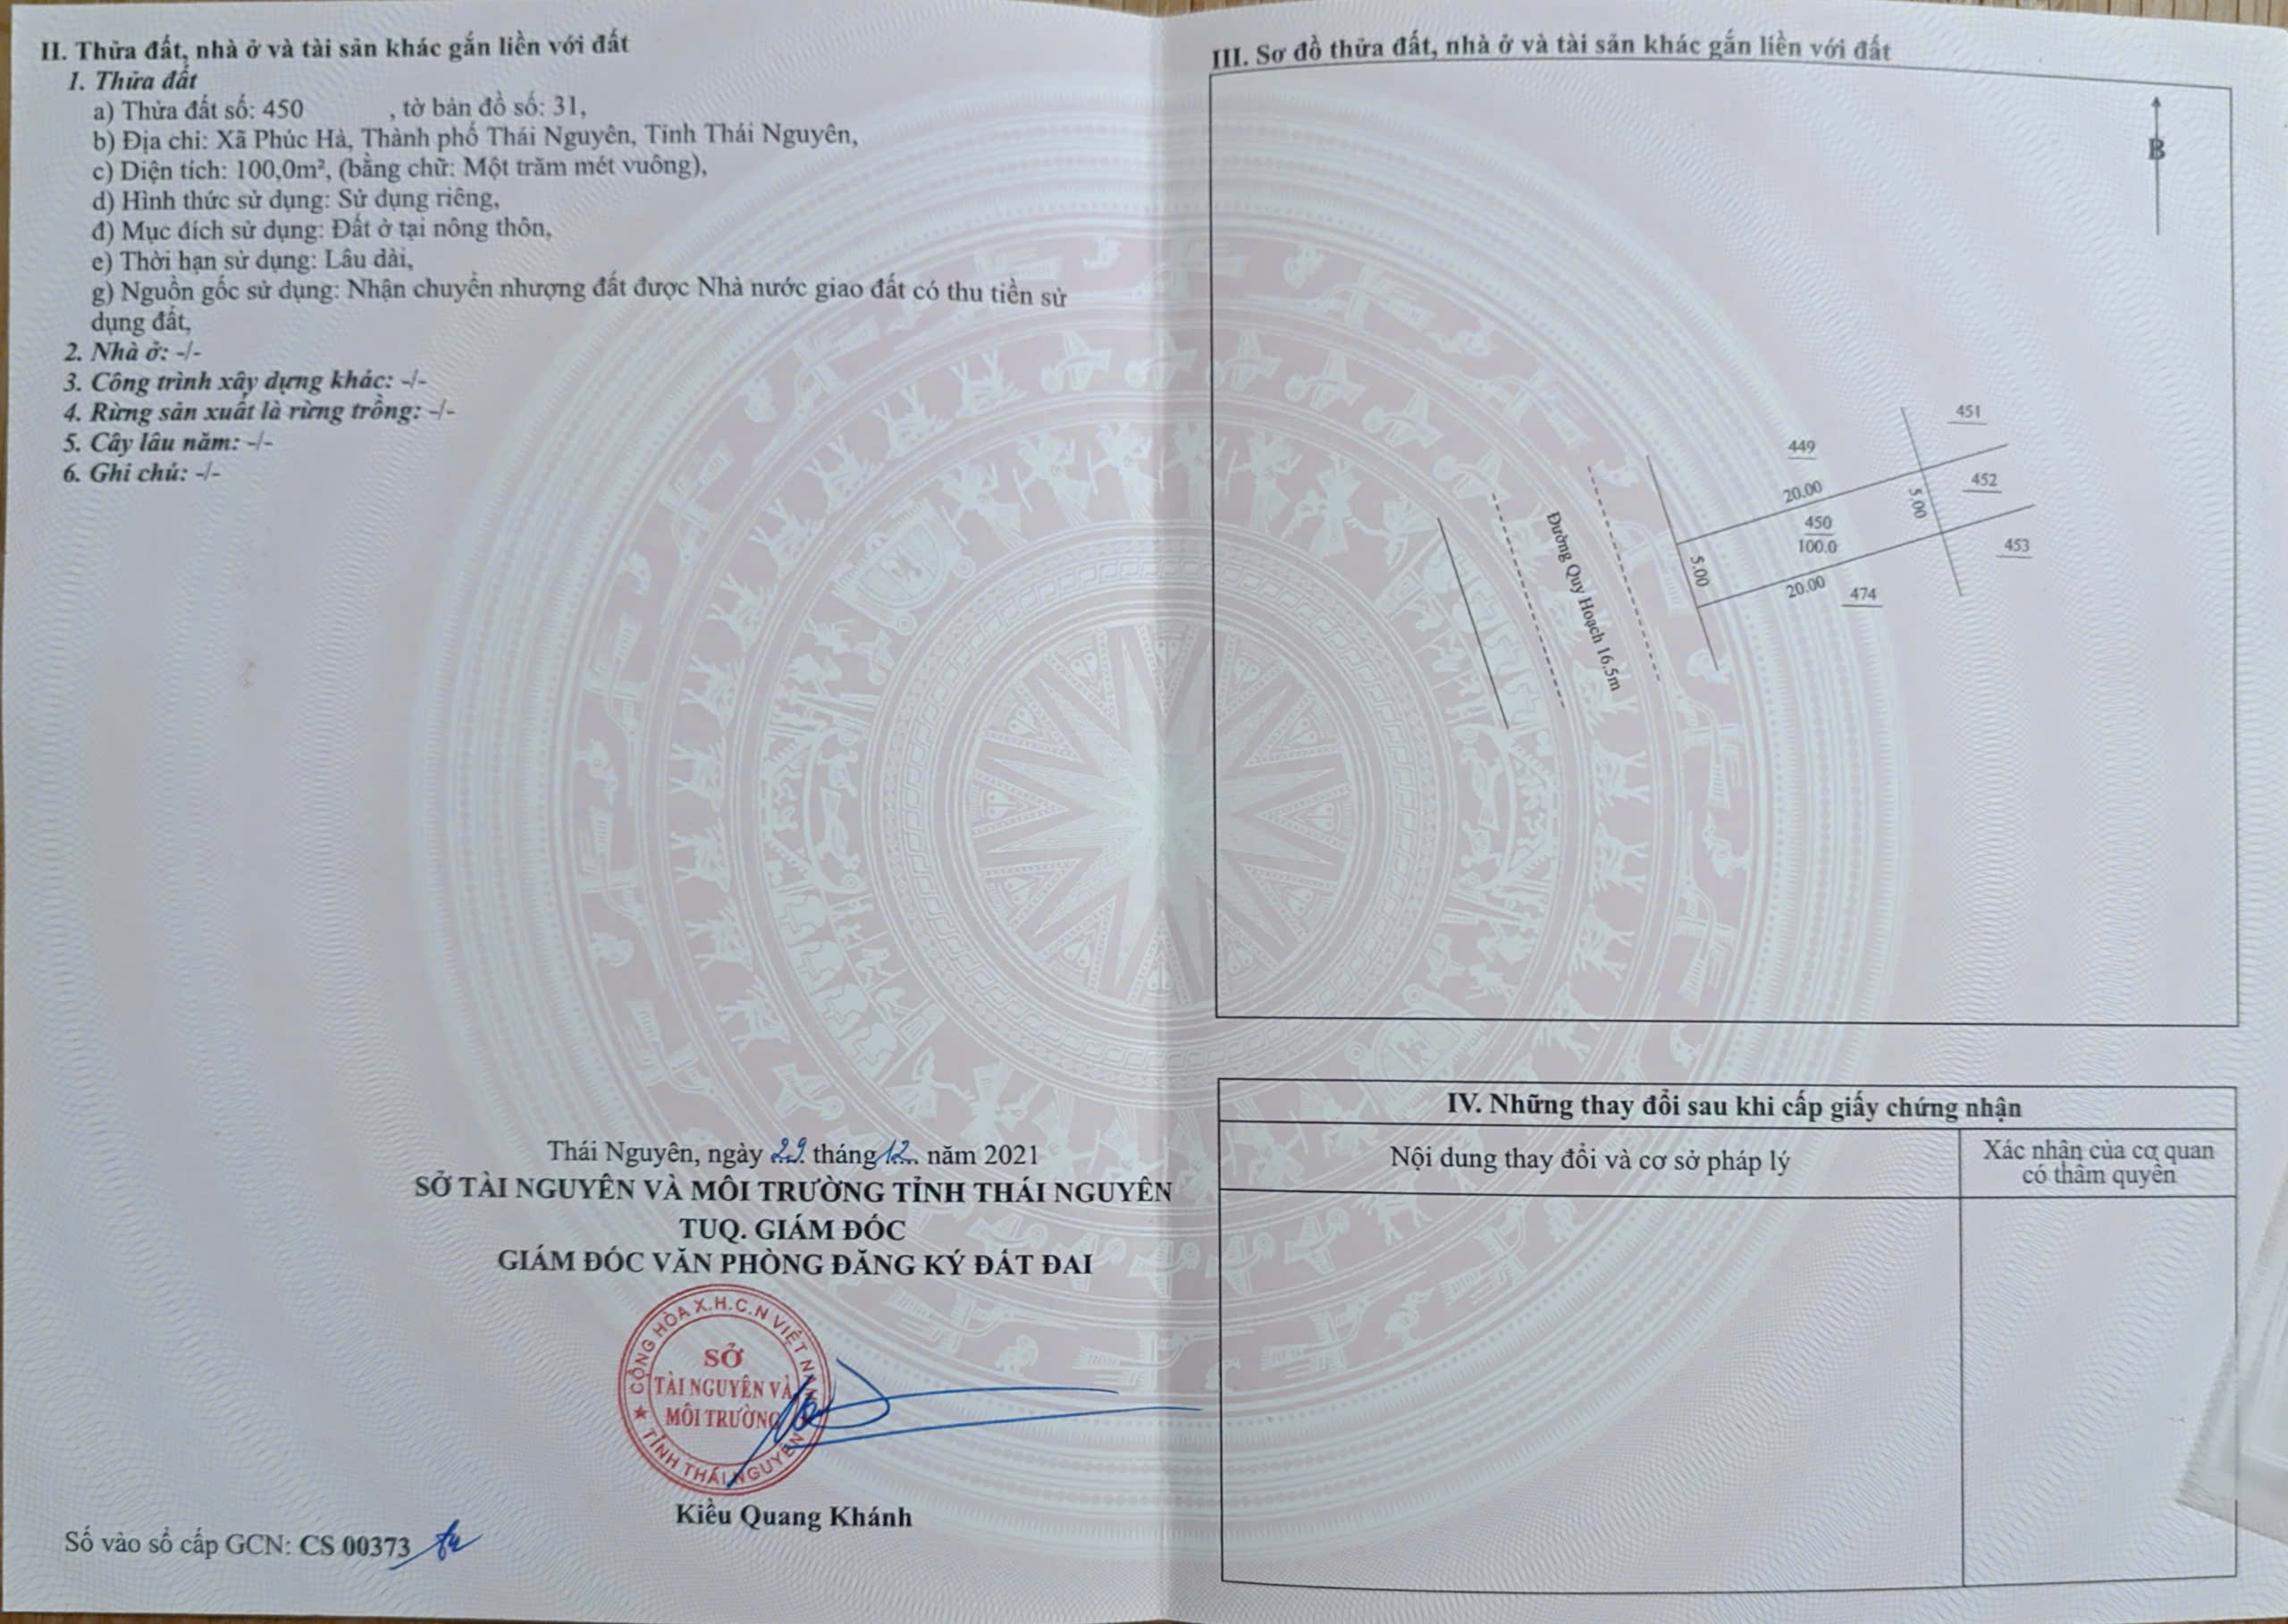 II. Thửa đất, nhà ở và tài sản khác gắn liền với đất
1. Thửa đất
a) Thửa đất số: 450 , tờ bản đồ số: 31,
b) Địa chỉ: Xã Phúc Hà, Thành phố Thái Nguyên, Tỉnh Thái Nguyên,
c) Diện tích: 100,0m², (bằng chữ: Một trăm mét vuông),
d) Hình thức sử dụng: Sử dụng riêng,
đ) Mục đích sử dụng: Đất ở tại nông thôn,
e) Thời hạn sử dụng: Lâu dài,
g) Nguồn gốc sử dụng: Nhận chuyển nhượng đất được Nhà nước giao đất có thu tiền sử
dụng đất,
2. Nhà ở: -/-
3. Công trình xây dựng khác: -/-
4. Rừng sản xuất là rừng trồng: -/-
5. Cây lâu năm: -/-
6. Ghi chú: -/-
Thái Nguyên, ngày 29 tháng 12 năm 2021
SỞ TÀI NGUYÊN VÀ MÔI TRƯỜNG TỈNH THÁI NGUYÊN
TUQ. GIÁM ĐỐC
GIÁM ĐỐC VĂN PHÒNG ĐĂNG KÝ ĐẤT ĐAI
CỘNG HÒA X.H.C.N VIỆT NAM
SỞ
TÀI NGUYÊN VÀ
MÔI TRƯỜNG
★ TỈNH THÁI NGUYÊN
Kiều Quang Khánh
Số vào sổ cấp GCN: CS 00373
III. Sơ đồ thửa đất, nhà ở và tài sản khác gắn liền với đất
B
451
449
452
20.00
5.00
450
100.0
453
5.00
20.00
474
Đường Quy Hoạch 16.5m
IV. Những thay đổi sau khi cấp giấy chứng nhận
Nội dung thay đổi và cơ sở pháp lý
Xác nhận của cơ quan
có thẩm quyền